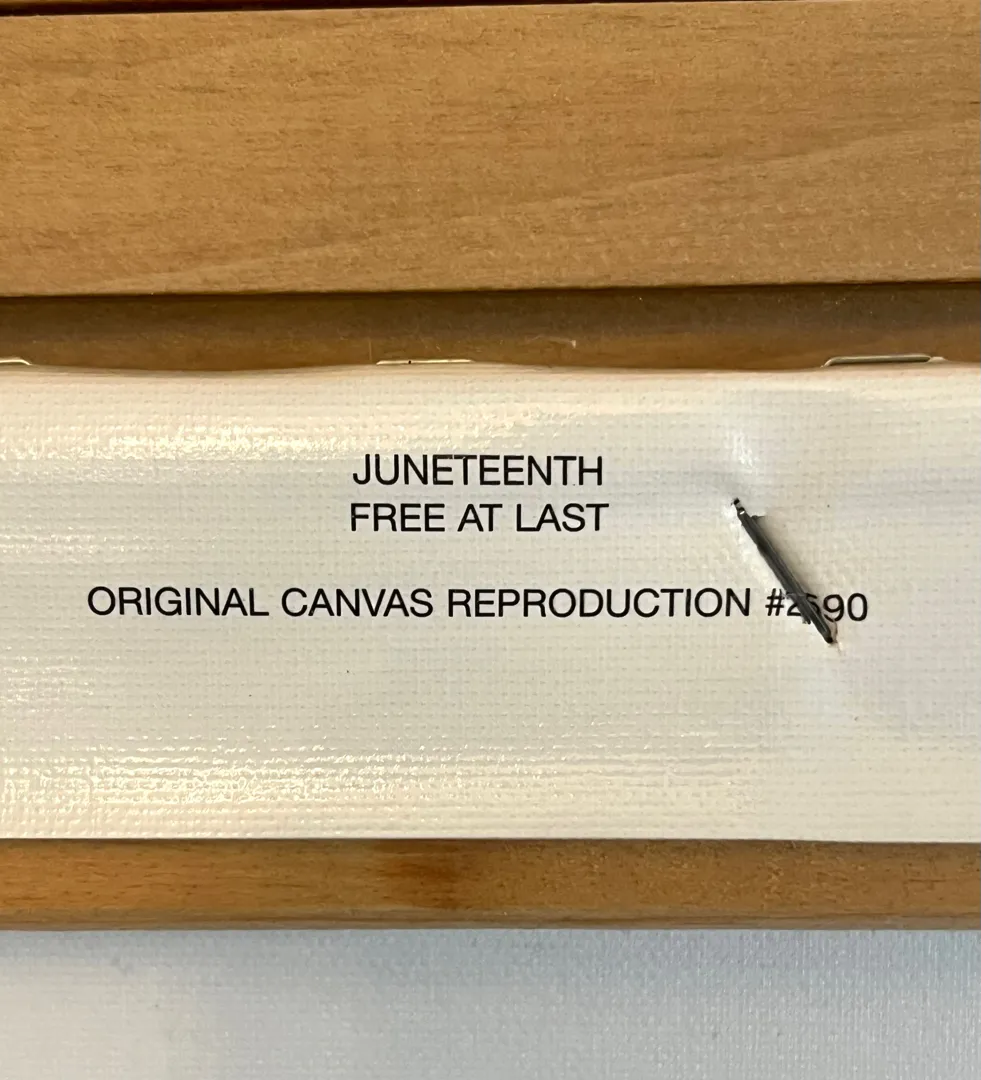 JUNETEENTH
FREE AT LAST
ORIGINAL CANVAS REPRODUCTION